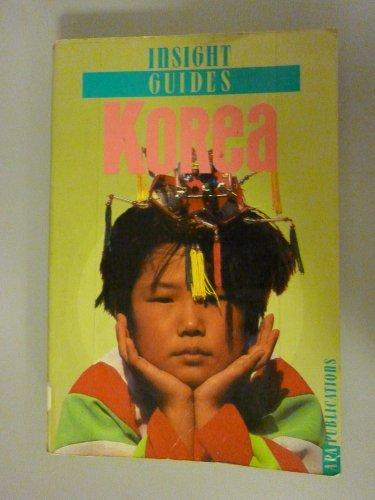 INSIGHT
GUIDES
KORea
APA PUBLICATIONS